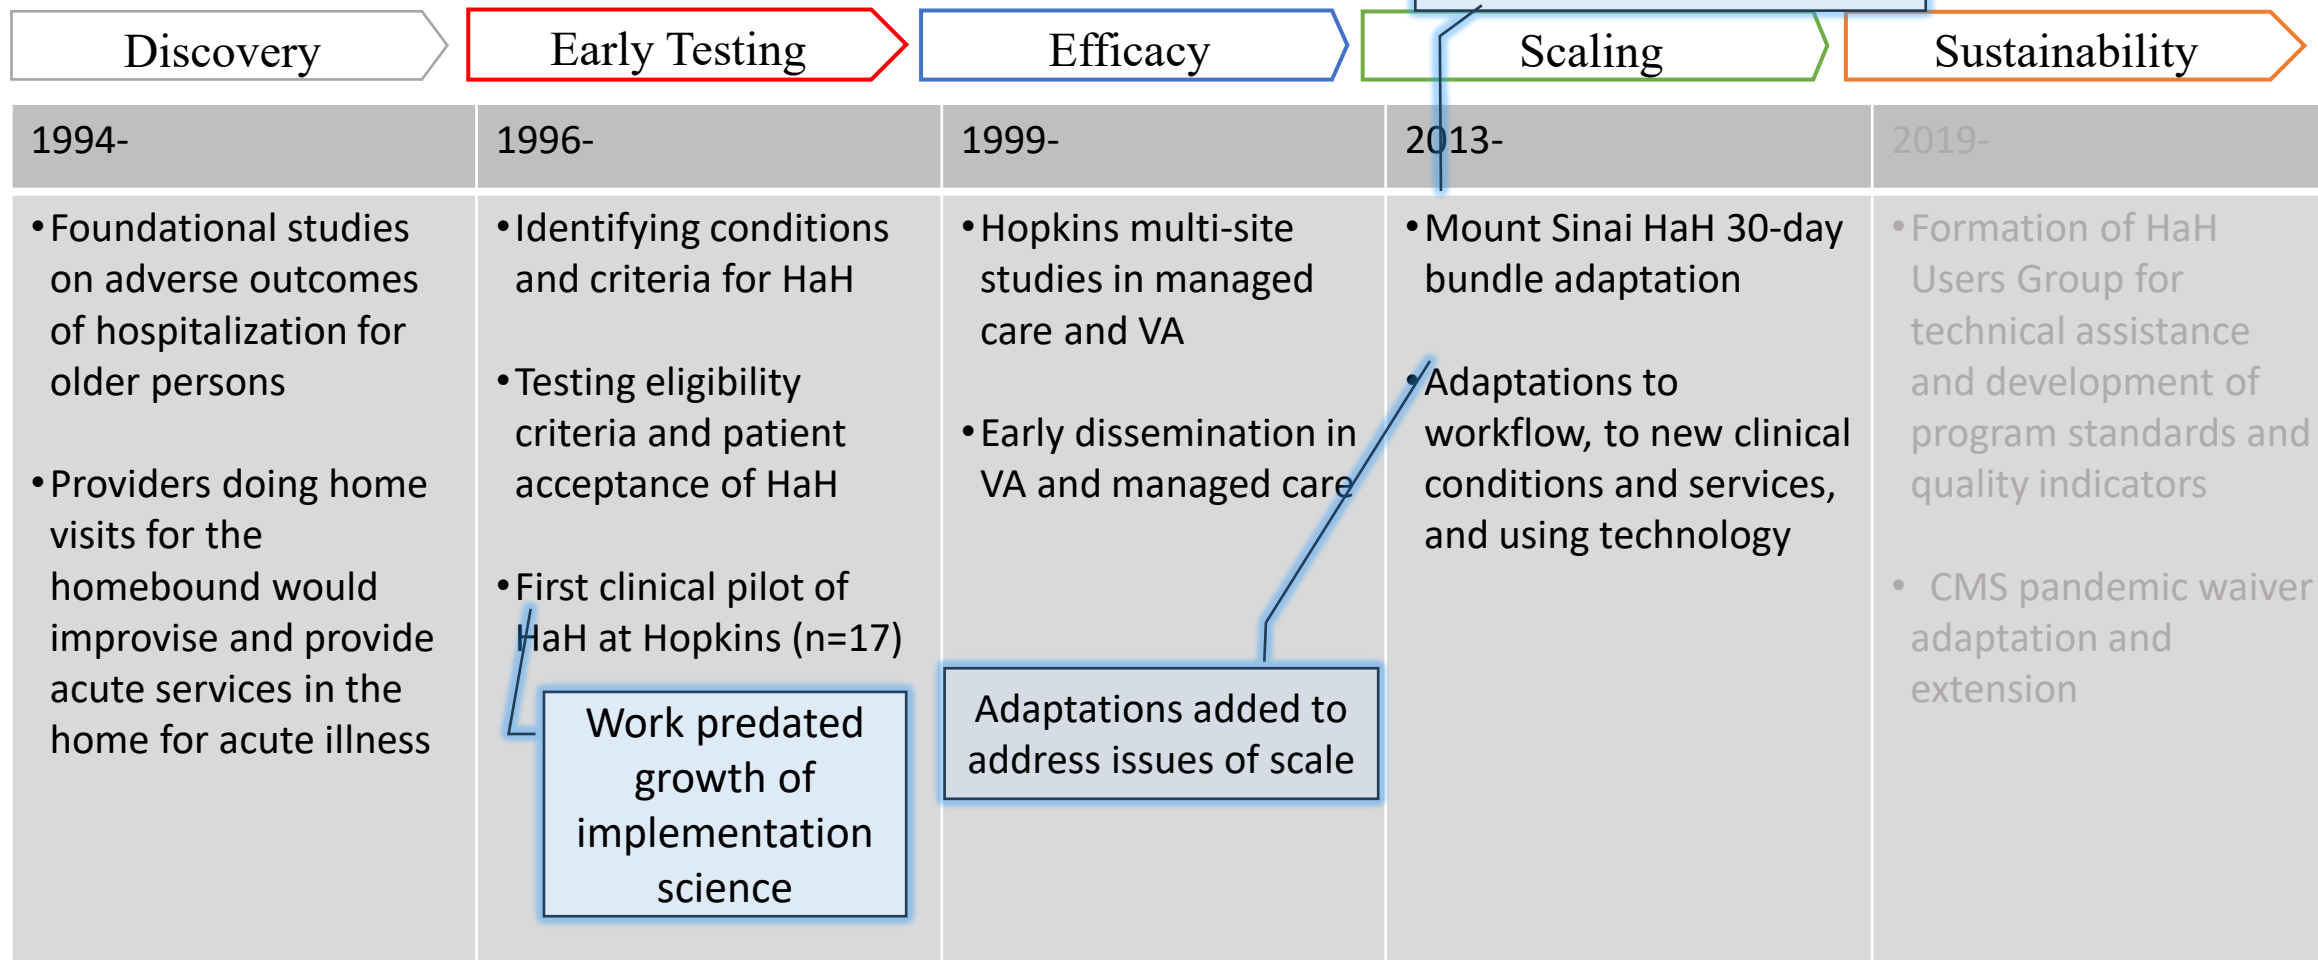 Discovery
Early Testing
Efficacy
Scaling
Sustainability
1994-
1996-
1999-
2013-
2019-
•Foundational studies
on adverse outcomes
of hospitalization for
older persons
•Providers doing home
visits for the
homebound would
improvise and provide
acute services in the
home for acute illness
•Identifying conditions
and criteria for HaH
•Testing eligibility
criteria and patient
acceptance of HaH
•First clinical pilot of
HaH at Hopkins (n=17)
Work predated
growth of
implementation
science
•Hopkins multi-site
studies in managed
care and VA
•Early dissemination in
VA and managed care
Adaptations added to
address issues of scale
•Mount Sinai HaH 30-day
bundle adaptation
•Adaptations to
workflow, to new clinical
conditions and services,
and using technology
•Formation of HaH
Users Group for
technical assistance
and development of
program standards and
quality indicators
• CMS pandemic waiver
adaptation and
extension